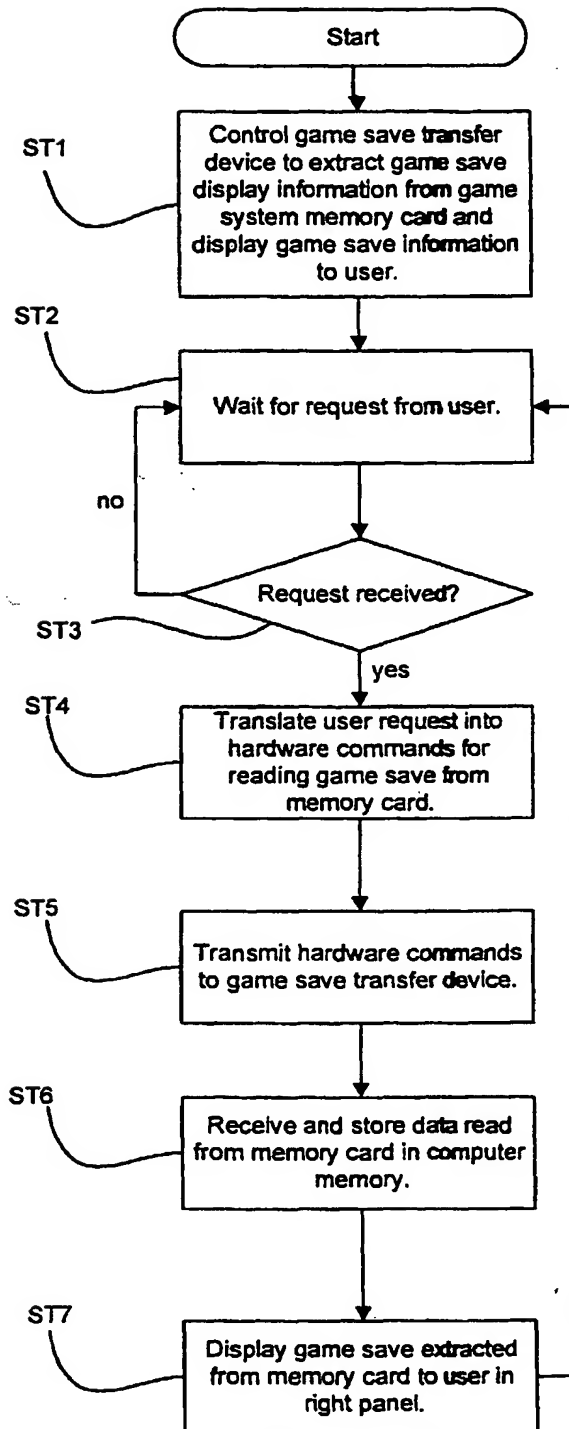 Start
ST1
Control game save transfer
device to extract game save
display information from game
system memory card and
display game save information
to user.
ST2
Wait for request from user.
no
Request received?
ST3
yes
ST4
Translate user request into
hardware commands for
reading game save from
memory card.
ST5
Transmit hardware commands
to game save transfer device.
ST6
Receive and store data read
from memory card in computer
memory.
ST7
Display game save extracted
from memory card to user in
right panel.